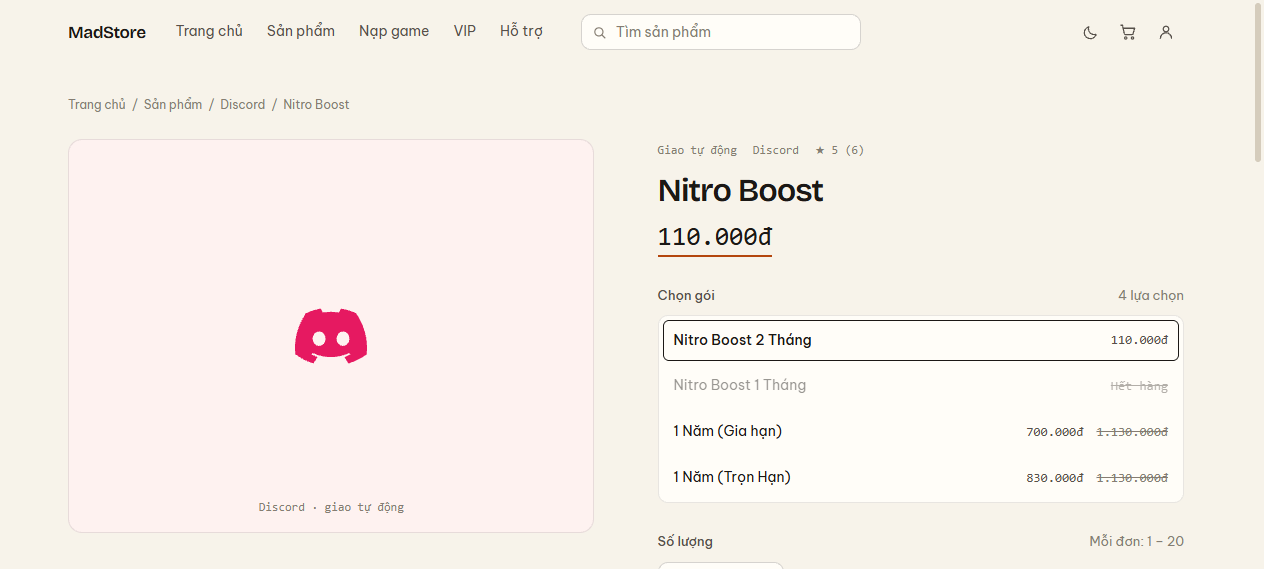 MadStore Trang chủ Sản phẩm Nạp game VIP Hỗ trợ Tìm sản phẩm
Trang chủ / Sản phẩm / Discord / Nitro Boost
Giao tự động Discord ★ 5 (6)
Nitro Boost
110.000đ
Chọn gói 4 lựa chọn
Nitro Boost 2 Tháng 110.000đ
Nitro Boost 1 Tháng Hết hàng
1 Năm (Gia hạn) 700.000đ 1.130.000đ
1 Năm (Trọn Hạn) 830.000đ 1.130.000đ
Discord · giao tự động
Số lượng Mỗi đơn: 1 – 20